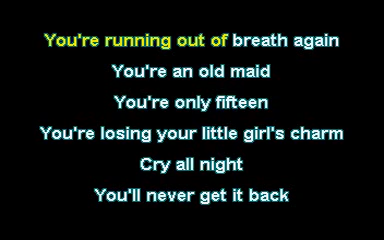 You're running out of breath again
You're an old maid
You're only fifteen
You're losing your little girl's charm
Cry all night
You'll never get it back